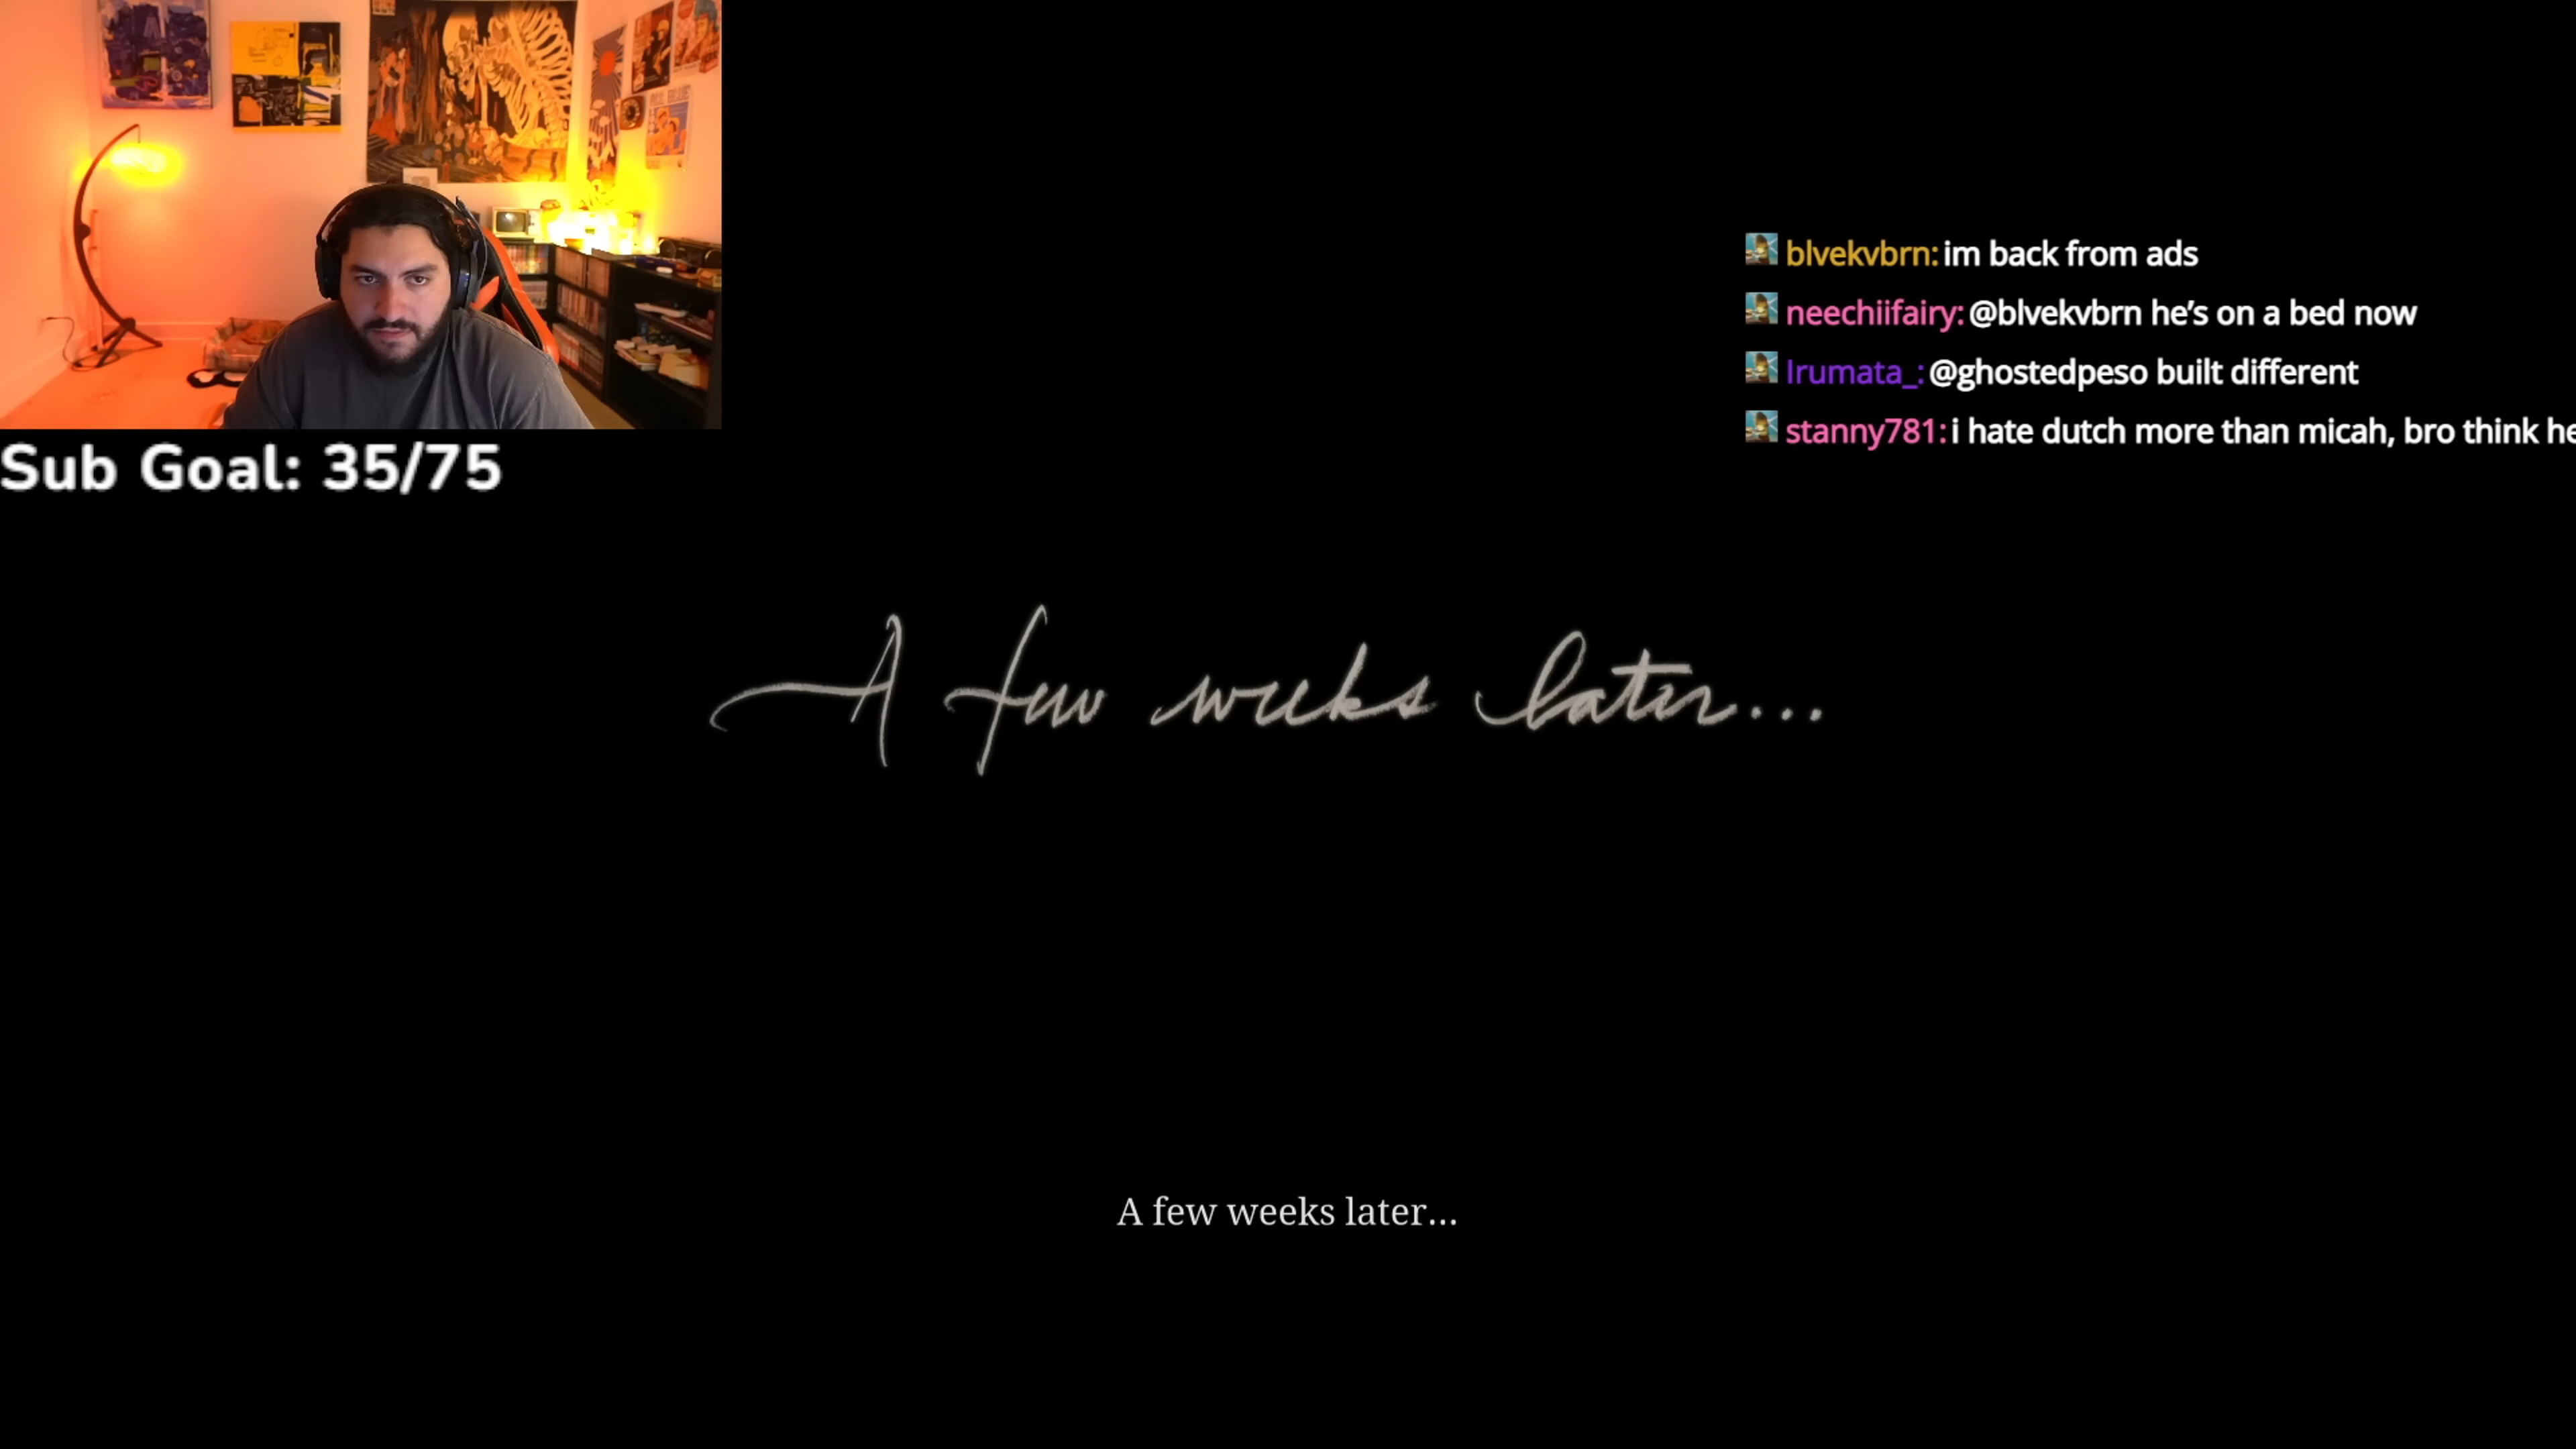 Sub Goal: 35/75
blvekvbrn: im back from ads
neechiifairy: @blvekvbrn he’s on a bed now
lrumata_: @ghostedpeso built different
stanny781: i hate dutch more than micah, bro think he
A few weeks later...
A few weeks later...